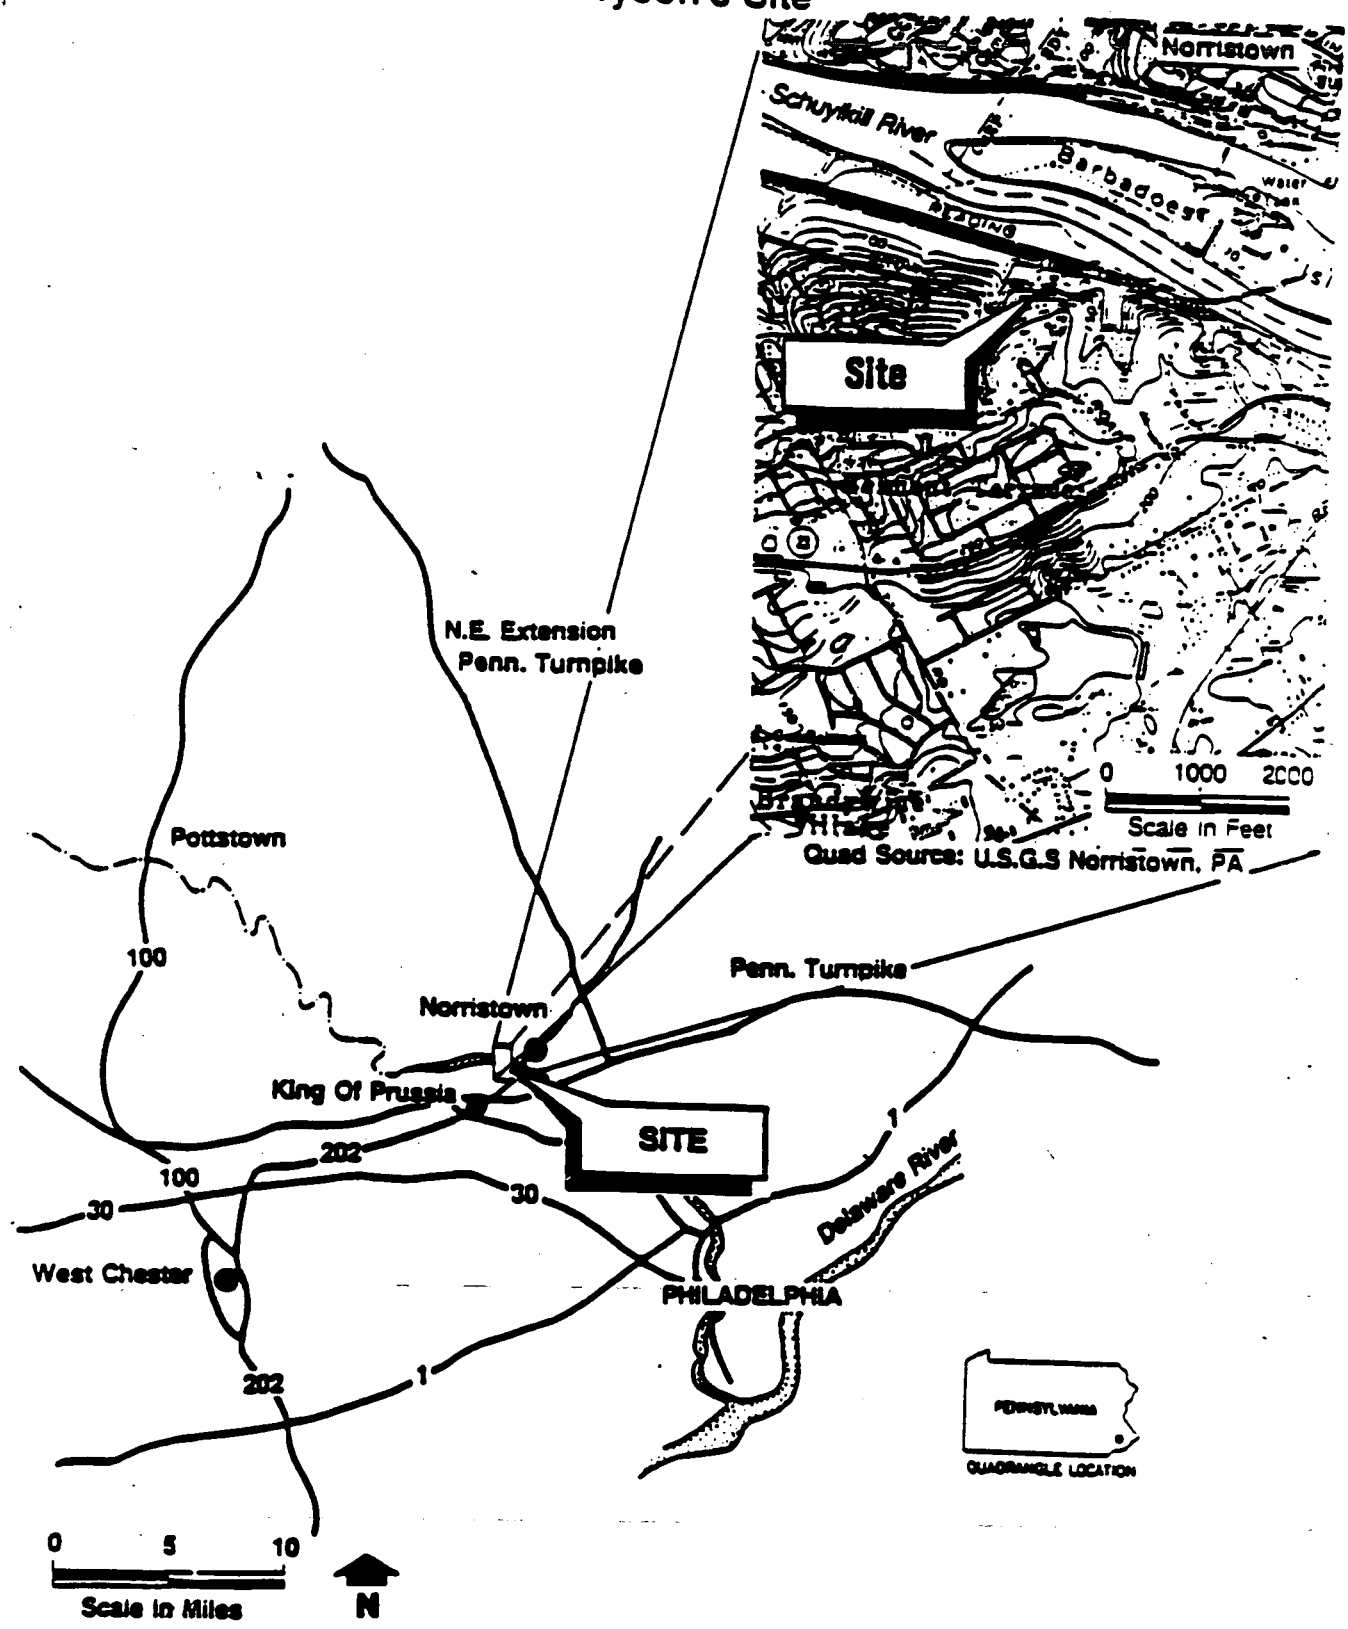 Site
Norristown
Schuylkill River
Barbadoes
Water
READING
Site
N.E. Extension
Penn. Turnpike
0 1000 2000
Scale in Feet
Quad Source: U.S.G.S Norristown, PA
Pottstown
100
Penn. Turnpike
Norristown
King Of Prussia
SITE
1
202
100
30
30
Delaware River
West Chester
PHILADELPHIA
202
1
PENNSYLVANIA
QUADRANGLE LOCATION
0 5 10
Scale in Miles
N